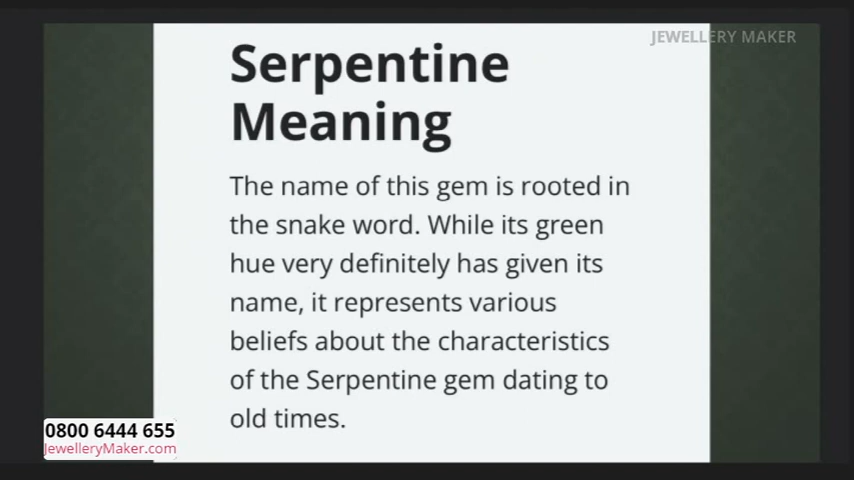 JEWELLERY MAKER
Serpentine
Meaning
The name of this gem is rooted in
the snake word. While its green
hue very definitely has given its
name, it represents various
beliefs about the characteristics
of the Serpentine gem dating to
old times.
0800 6444 655
JewelleryMaker.com